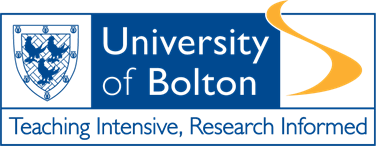 University
of Bolton
Teaching Intensive, Research Informed